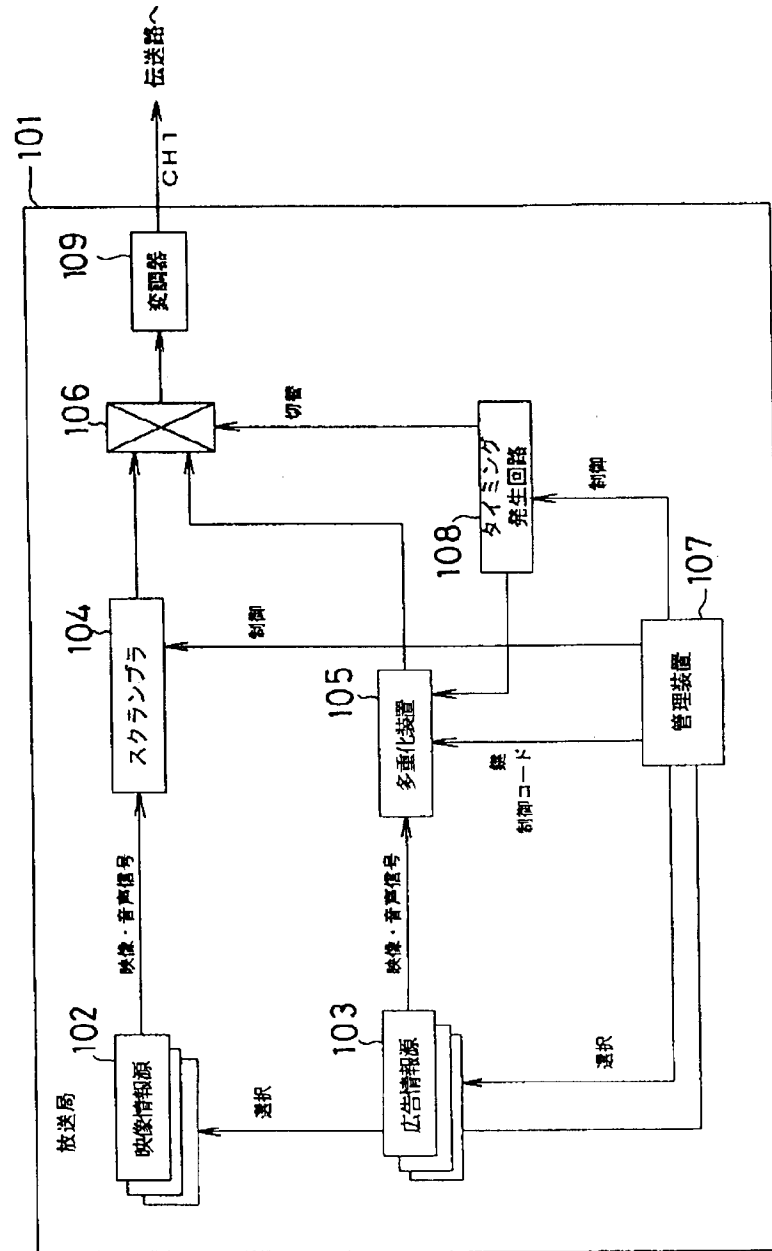 放送局
101
102
映像情報源
映像・音声信号
104
スクランブラ
106
109
変調器
CH1
伝送路へ
選択
制御
切替
103
広告情報源
映像・音声信号
105
多重化装置
108
タイミング
発生回路
鍵
制御コード
制御
選択
107
管理装置